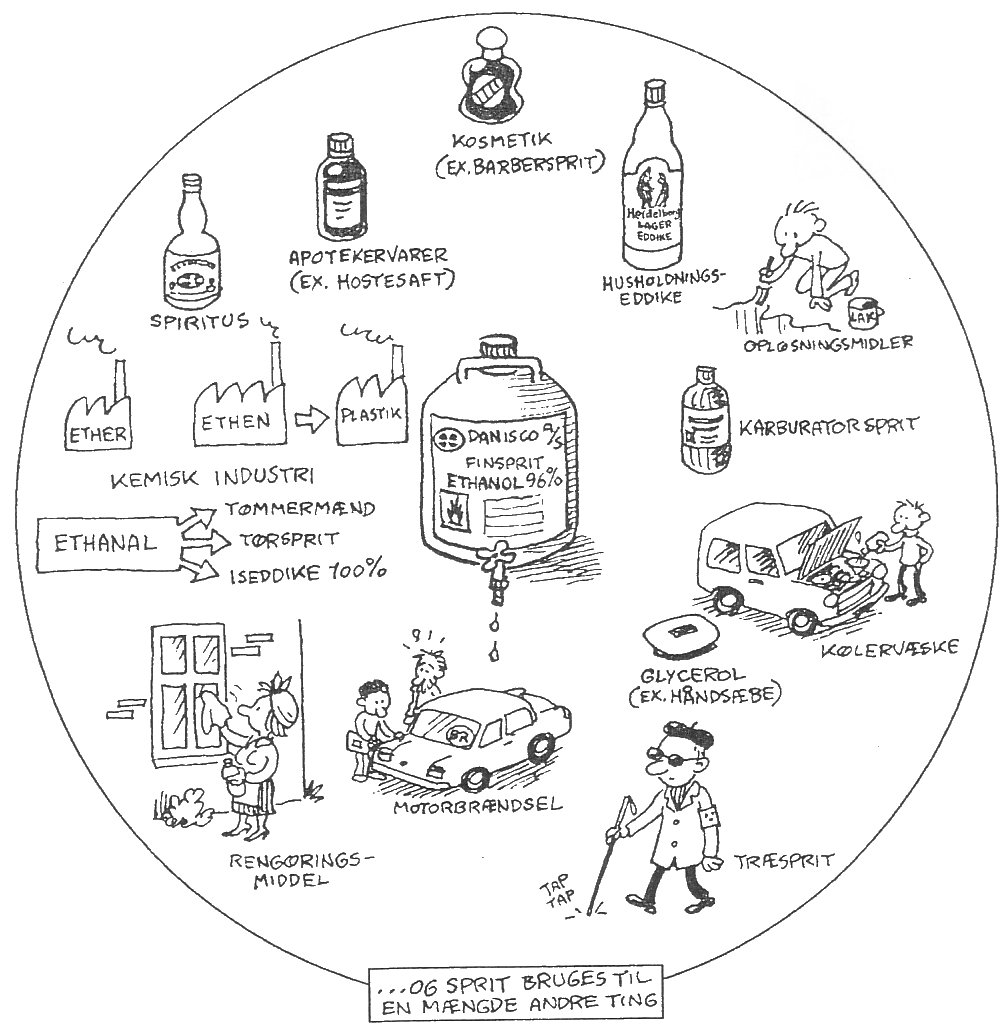 KOSMETIK
(EX. BARBERSPRIT)
Heidelberg
LAGER
EDDIKE
HUSHOLDNINGS-
EDDIKE
APOTEKERVARER
(EX. HOSTESAFT)
SPIRITUS
LAK
OPLØSNINGSMIDLER
ETHER
ETHEN
PLASTIK
KEMISK INDUSTRI
DANISCO A/S
FINSPRIT
ETHANOL 96%
KARBURATORSPRIT
ETHANAL
TØMMERMÆND
TØRSPRIT
ISEDDIKE 100%
KØLERVÆSKE
GLYCEROL
(EX. HÅNDSÆBE)
9!,
BR
MOTORBRÆNDSEL
RENGØRINGS-
MIDDEL
TRÆSPRIT
TAP
TAP
...OG SPRIT BRUGES TIL
EN MÆNGDE ANDRE TING